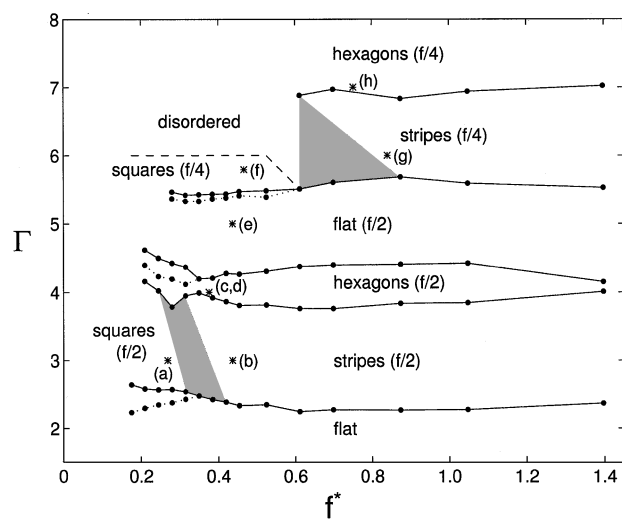 8
hexagons (f/4)
7
(h)
disordered
stripes (f/4)
6
squares (f/4)
(f)
(g)
5
(e)
flat (f/2)
Γ
4
(c,d)
hexagons (f/2)
squares
(f/2)
3
(a)
(b)
stripes (f/2)
2
flat
0 0.2 0.4 0.6 0.8 1.0 1.2 1.4
f*